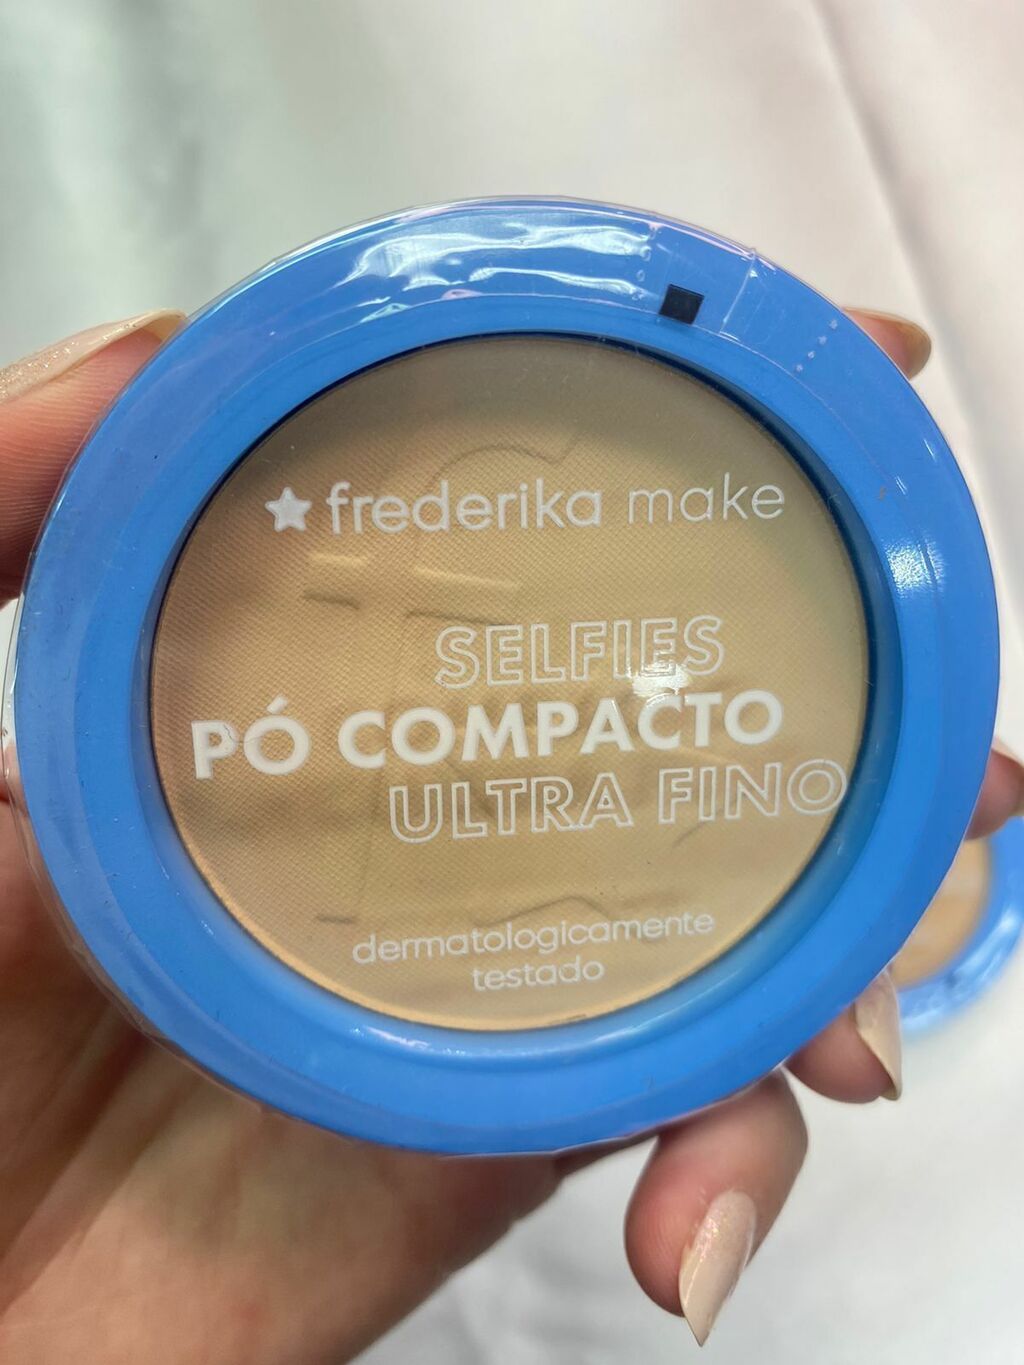 frederika make
SELFIES
PÓ COMPACTO
ULTRA FINO
dermatologicamente
testado